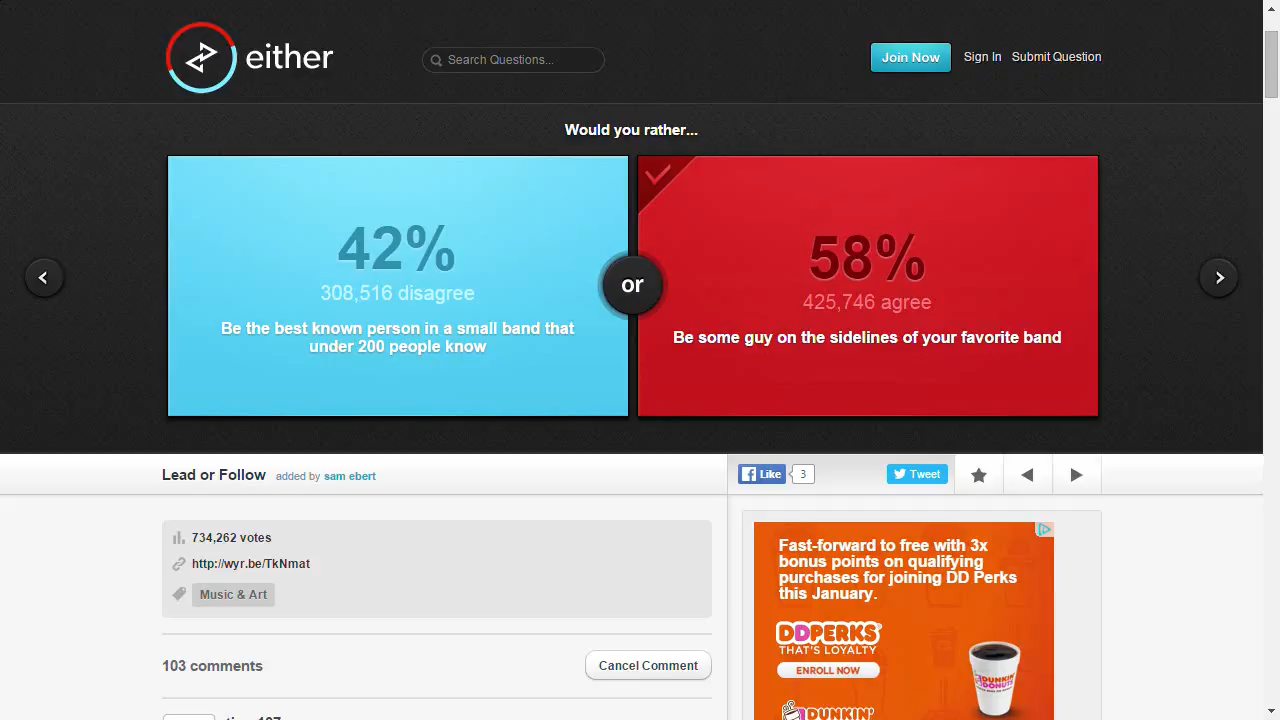 either
Search Questions...
Join Now
Sign In
Submit Question
Would you rather...
42%
308,516 disagree
Be the best known person in a small band that
under 200 people know
or
58%
425,746 agree
Be some guy on the sidelines of your favorite band
Lead or Follow added by sam ebert
Like
3
Tweet
734,262 votes
http://wyr.be/TkNmat
Music & Art
103 comments
Cancel Comment
Fast-forward to free with 3x
bonus points on qualifying
purchases for joining DD Perks
this January.
DDPERKS
THAT'S LOYALTY
ENROLL NOW
DUNKIN'
DUNKIN'
DONUTS